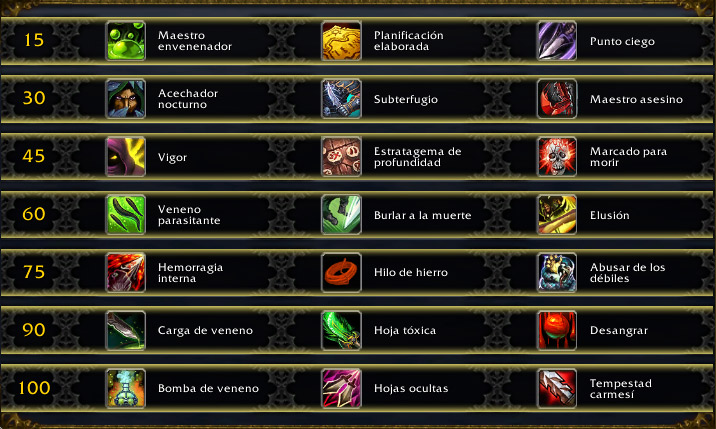 15
Maestro
envenenador
Planificación
elaborada
Punto ciego
30
Acechador
nocturno
Subterfugio
Maestro asesino
45
Vigor
Estratagema de
profundidad
Marcado para
morir
60
Veneno
parasitante
Burlar a la muerte
Elusión
75
Hemorragia
interna
Hilo de hierro
Abusar de los
débiles
90
Carga de veneno
Hoja tóxica
Desangrar
100
Bomba de veneno
Hojas ocultas
Tempestad
carmesí